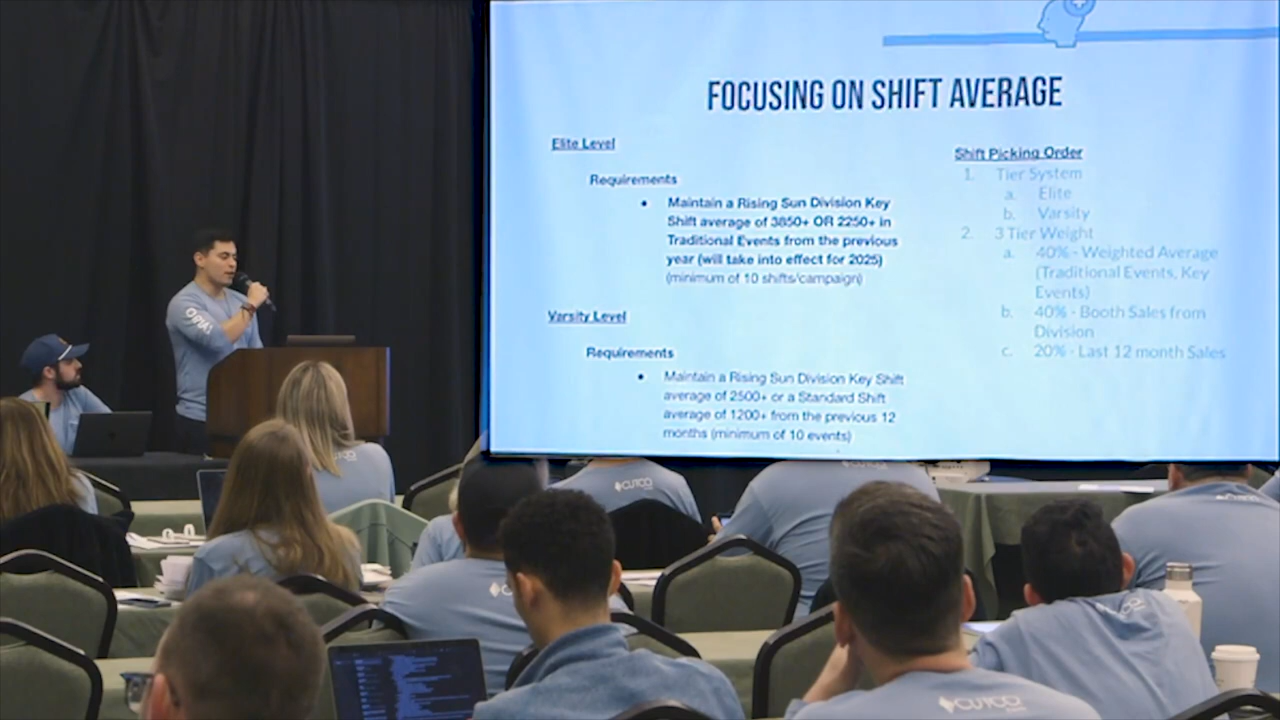 FOCUSING ON SHIFT AVERAGE
Elite Level
Requirements
• Maintain a Rising Sun Division Key
Shift average of 3850+ OR 2250+ in
Traditional Events from the previous
year (will take into effect for 2025)
(minimum of 10 shifts/campaign)
Varsity Level
Requirements
• Maintain a Rising Sun Division Key Shift
average of 2500+ or a Standard Shift
average of 1200+ from the previous 12
months (minimum of 10 events)
Shift Picking Order
1. Tier System
a. Elite
b. Varsity
2. 3 Tier Weight
a. 40% - Weighted Average
(Traditional Events, Key
Events)
b. 40% - Booth Sales from
Division
c. 20% - Last 12 month Sales
CUTCO
CUTCO